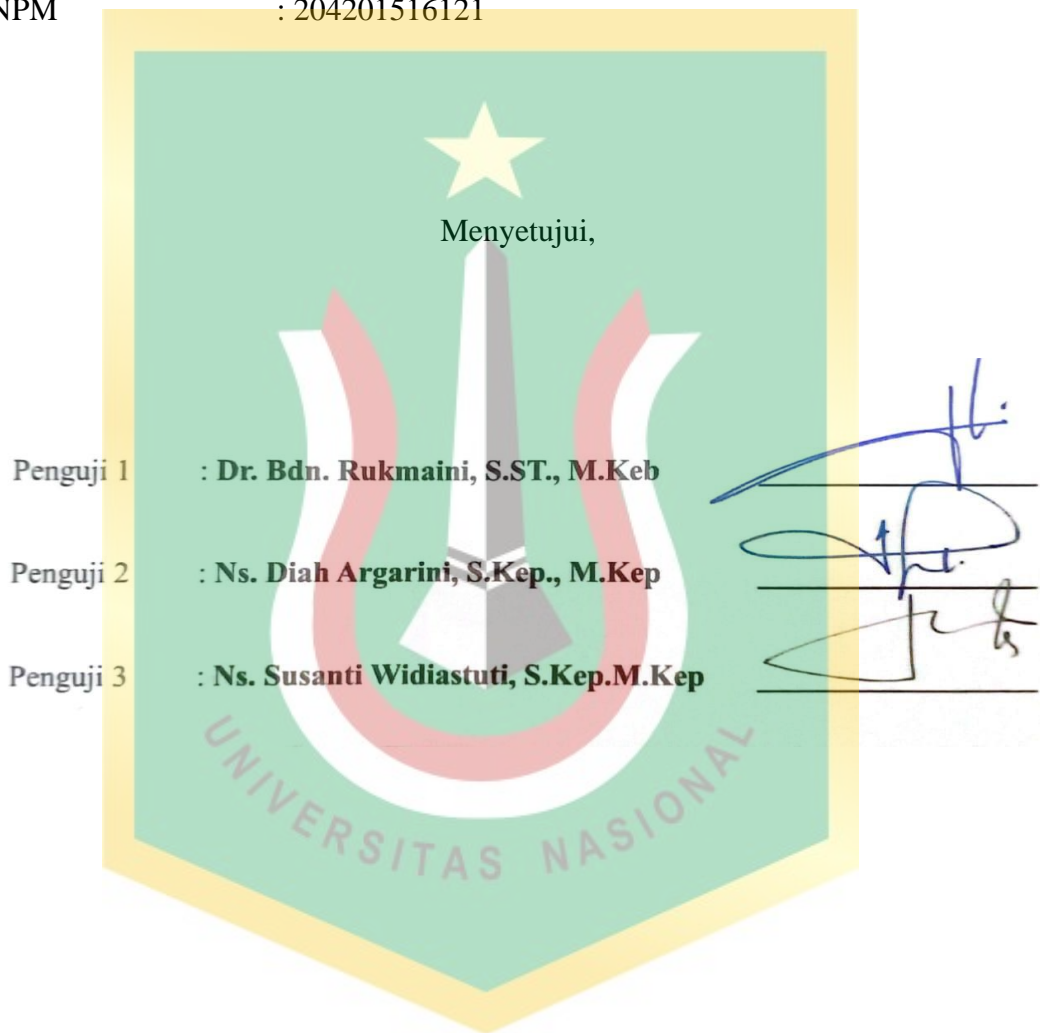 NPM : 204201516121
Menyetujui,
Penguji 1 : Dr. Bdn. Rukmaini, S.ST., M.Keb
Penguji 2 : Ns. Diah Argarini, S.Kep., M.Kep
Penguji 3 : Ns. Susanti Widiastuti, S.Kep.M.Kep
UNIVERSITAS NASIONAL